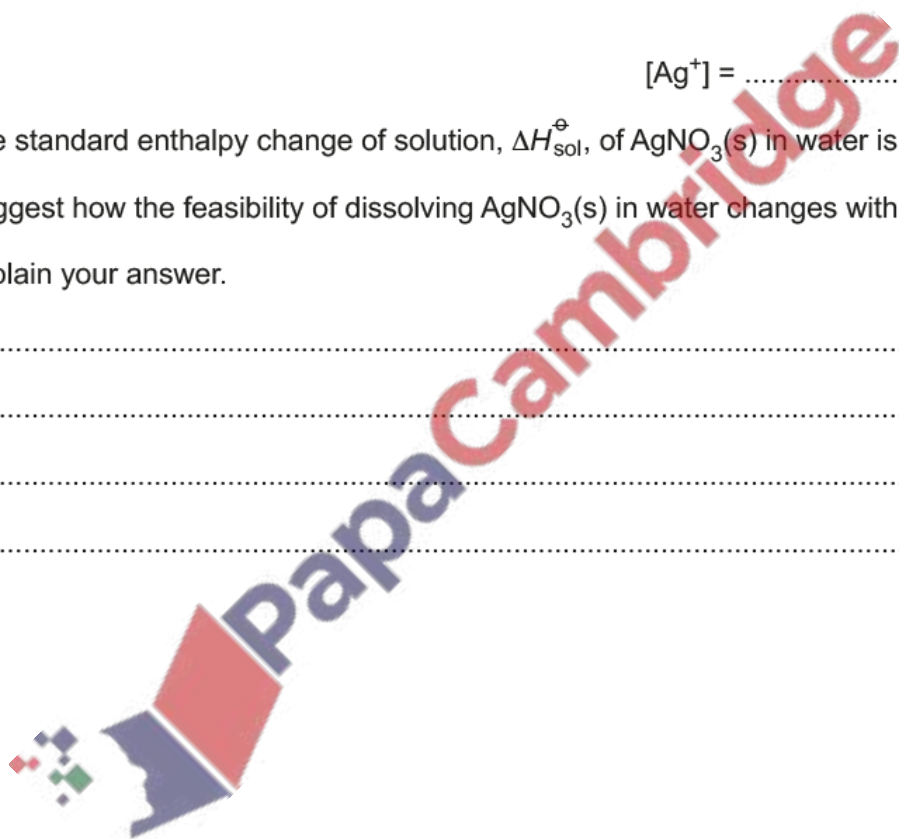 [Ag⁺] = ....................
e standard enthalpy change of solution, ΔH⦵sol, of AgNO₃(s) in water is
ggest how the feasibility of dissolving AgNO₃(s) in water changes with
plain your answer.
PapaCambridge